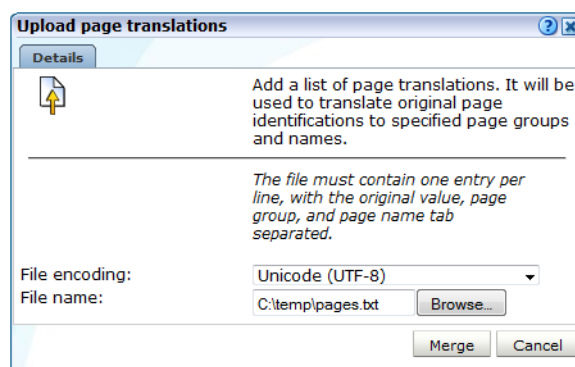 Upload page translations
Details
Add a list of page translations. It will be
used to translate original page
identifications to specified page groups
and names.
The file must contain one entry per
line, with the original value, page
group, and page name tab
separated.
File encoding: Unicode (UTF-8)
File name: C:\temp\pages.txt Browse...
Merge Cancel